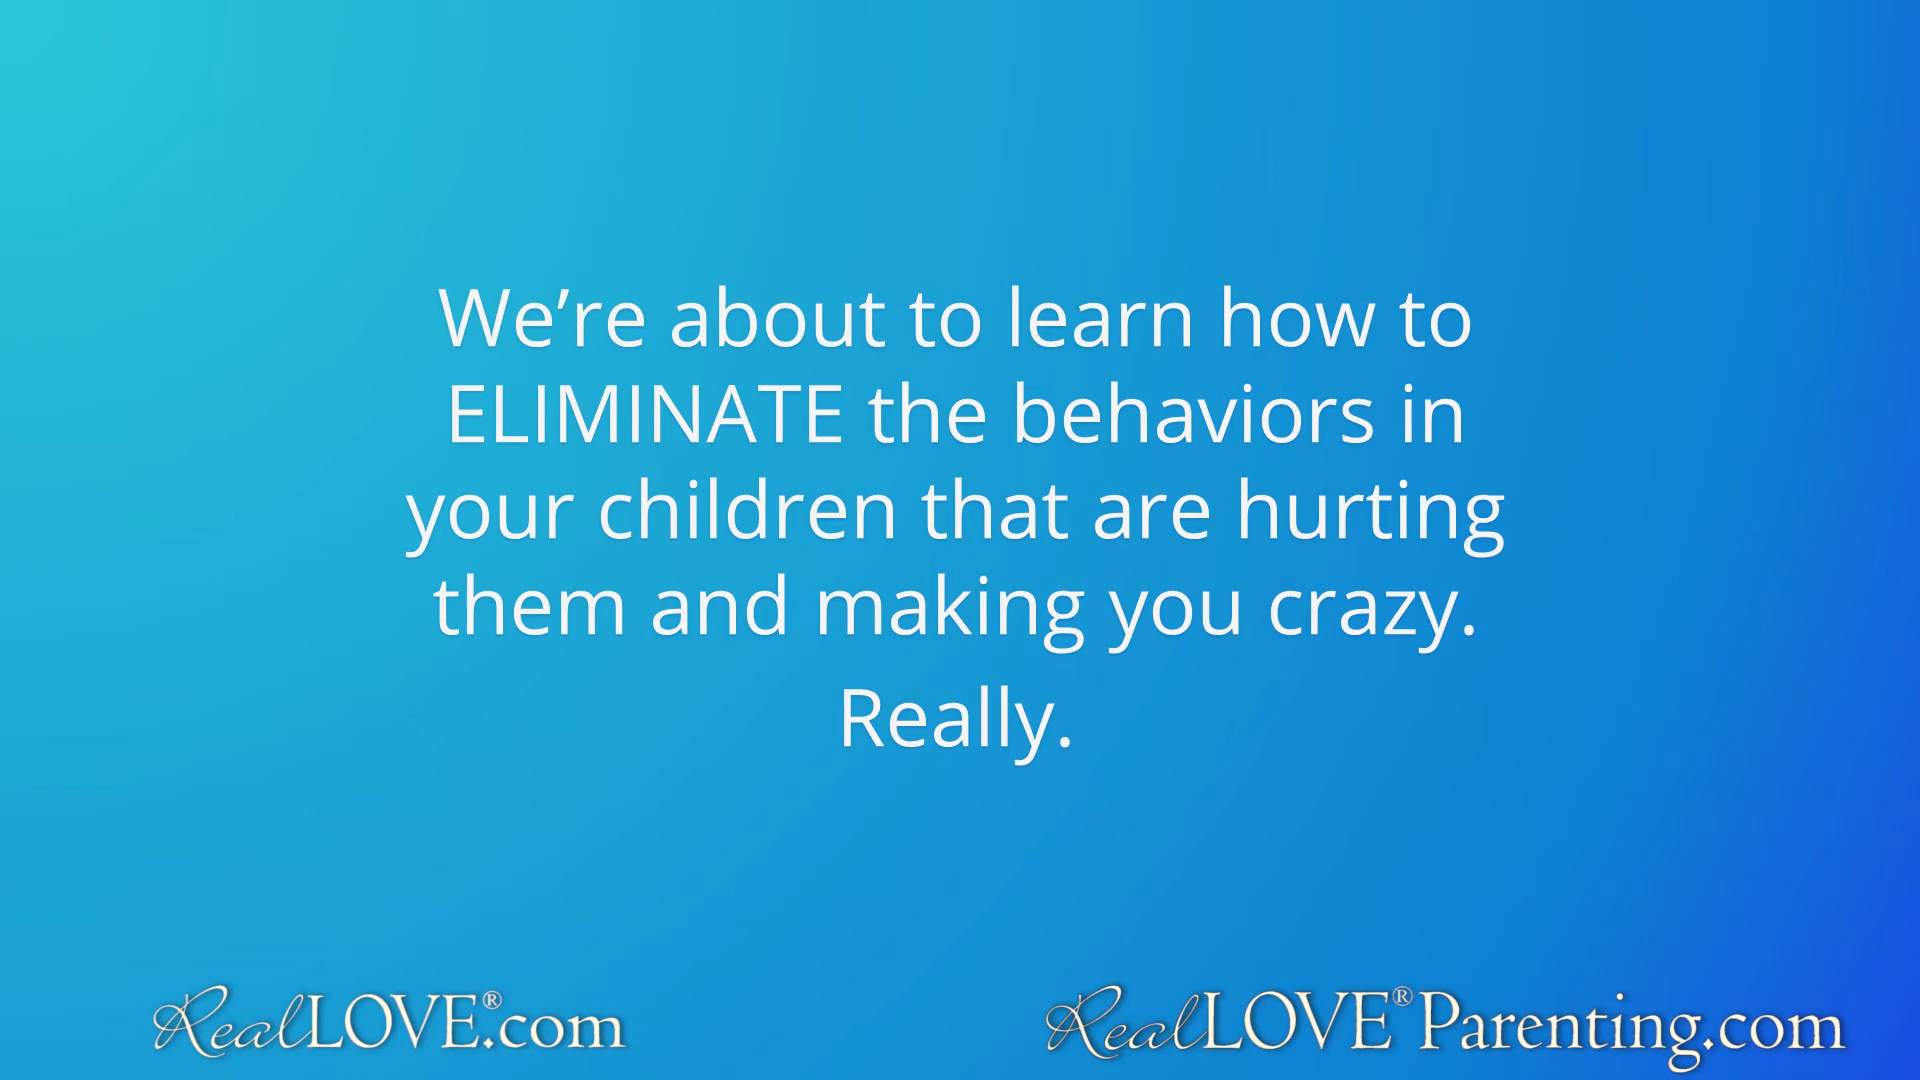 We’re about to learn how to
ELIMINATE the behaviors in
your children that are hurting
them and making you crazy.
Really.
RealLOVE®.com
RealLOVE®Parenting.com